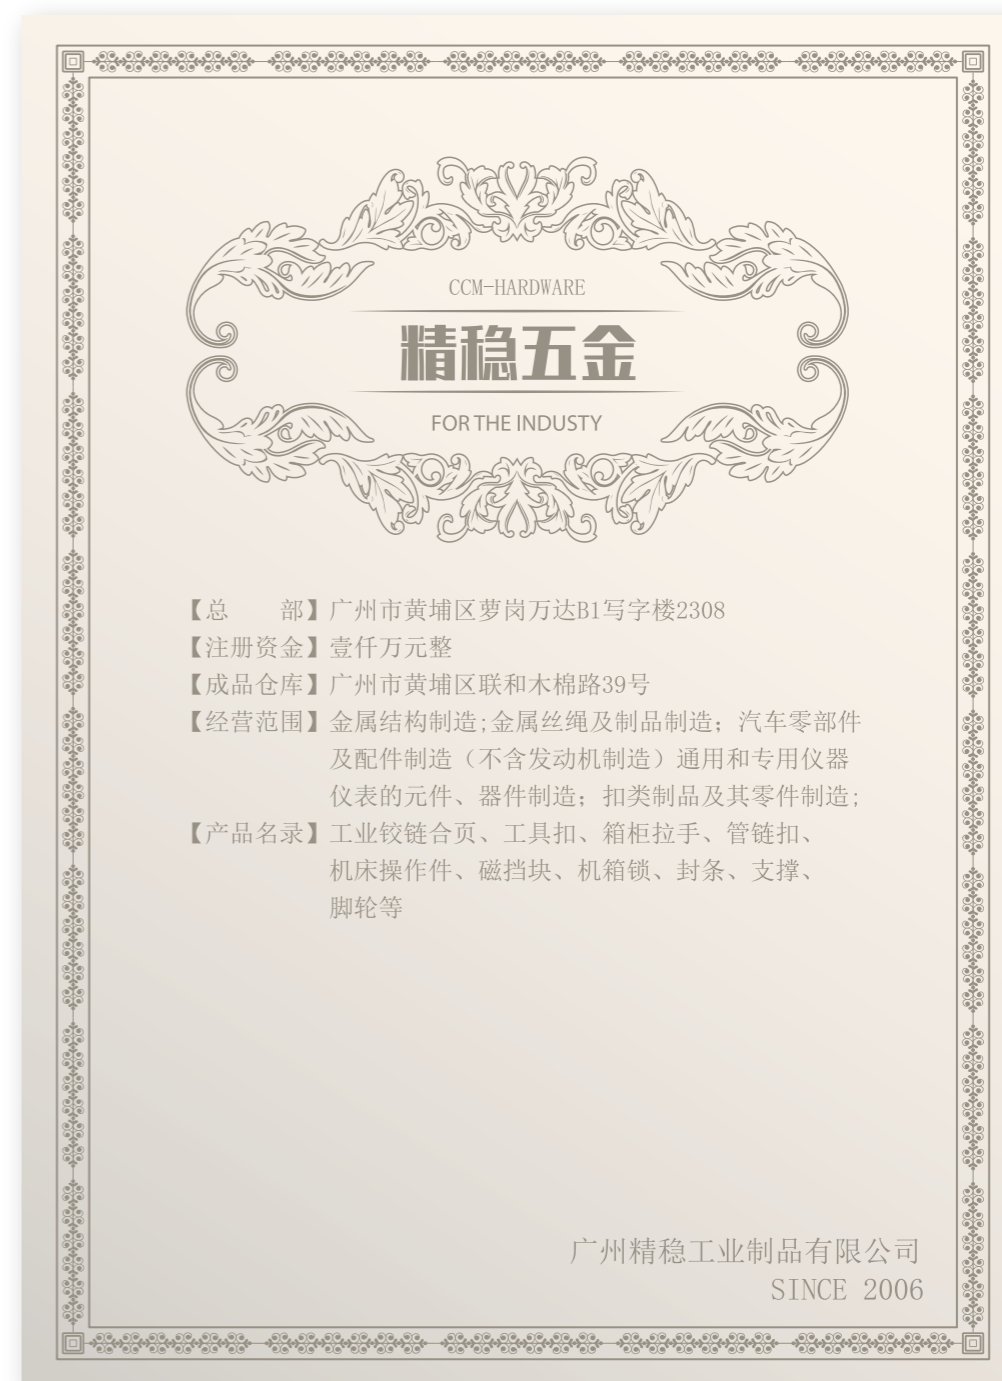 CCM-HARDWARE
精稳五金
FOR THE INDUSTY
【总　　部】广州市黄埔区萝岗万达B1写字楼2308
【注册资金】壹仟万元整
【成品仓库】广州市黄埔区联和木棉路39号
【经营范围】金属结构制造;金属丝绳及制品制造；汽车零部件
及配件制造（不含发动机制造）通用和专用仪器
仪表的元件、器件制造；扣类制品及其零件制造;
【产品名录】工业铰链合页、工具扣、箱柜拉手、管链扣、
机床操作件、磁挡块、机箱锁、封条、支撑、
脚轮等
广州精稳工业制品有限公司
SINCE 2006